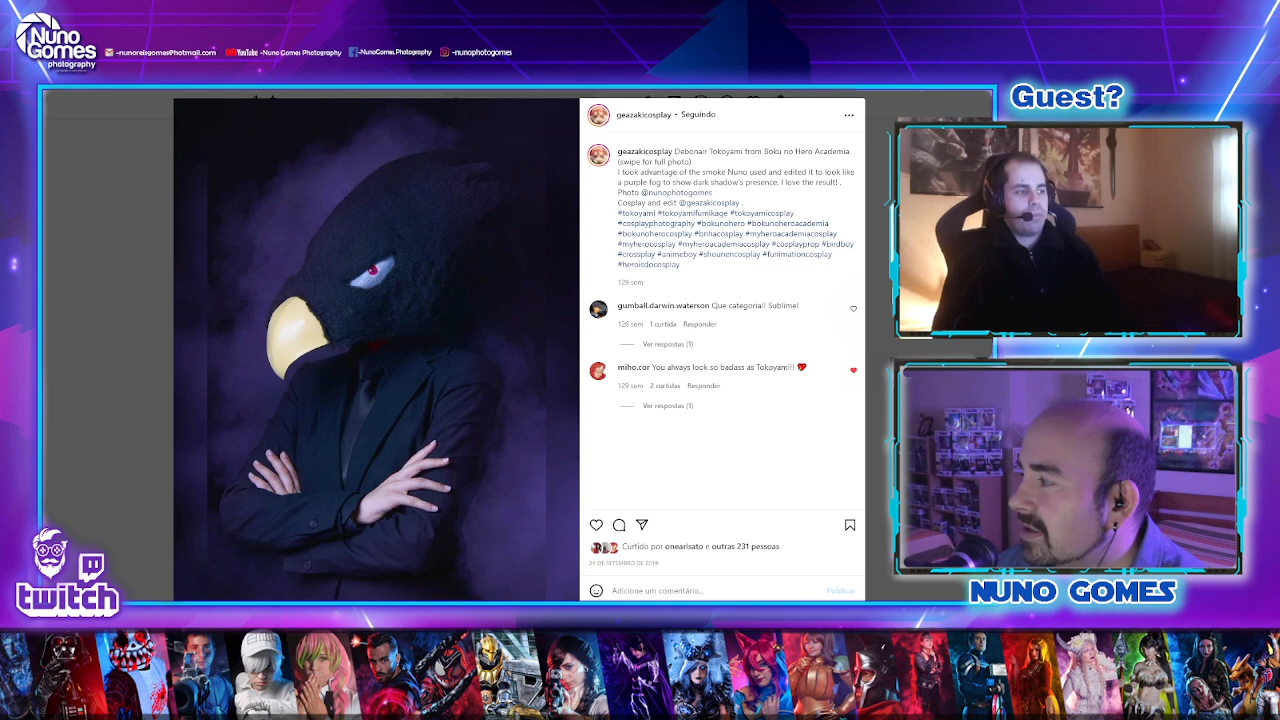 Nuno
Gomes
photography
-nunoreisgomes@hotmail.com
YouTube -Nuno Gomes Photography
-NunoGomes.Photography
-nunophotogomes
Guest?
geazakicosplay • Seguindo
geazakicosplay Debonair Tokoyami from Boku no Hero Academia
(swipe for full photo)
I took advantage of the smoke Nuno used and edited it to look like
a purple fog to show dark shadow's presence. I love the result! .
Photo @nunophotogomes
Cosplay and edit @geazakicosplay .
#tokoyami #tokoyamifumikage #tokoyamicosplay
#cosplayphotography #bokunohero #bokunoheroacademia
#bokunoherocosplay #bnhacosplay #myheroacademiacosplay
#myherocosplay #myheroacademiacosplay #cosplayprop #birdboy
#crossplay #animeboy #shounencosplay #funimationcosplay
#heroisdocosplay
129 sem
gumball.darwin.waterson Que categoria!! Sublime!
126 sem 1 curtida Responder
Ver respostas (1)
miho.cor You always look so badass as Tokoyami!!
129 sem 2 curtidas Responder
Ver respostas (1)
Curtido por onearisato e outras 231 pessoas
26 DE SETEMBRO DE 2019
Adicione um comentário... Publicar
NUNO GOMES
twitch